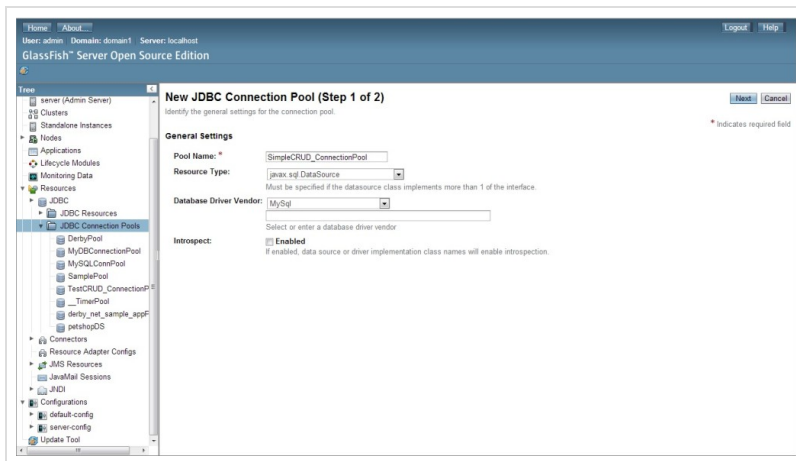 Home About...
Logout Help
User: admin Domain: domain1 Server: localhost
GlassFish™ Server Open Source Edition
Tree
server (Admin Server)
Clusters
Standalone Instances
Nodes
Applications
Lifecycle Modules
Monitoring Data
Resources
JDBC
JDBC Resources
JDBC Connection Pools
DerbyPool
MyDBConnectionPool
MySQLConnPool
SamplePool
TestCRUD_ConnectionP
__TimerPool
derby_net_sample_appF
petshopDS
Connectors
Resource Adapter Configs
JMS Resources
JavaMail Sessions
JNDI
Configurations
default-config
server-config
Update Tool
New JDBC Connection Pool (Step 1 of 2)
Next Cancel
Identify the general settings for the connection pool.
* Indicates required field
General Settings
Pool Name: * SimpleCRUD_ConnectionPool
Resource Type: javax.sql.DataSource
Must be specified if the datasource class implements more than 1 of the interface.
Database Driver Vendor: MySql
Select or enter a database driver vendor
Introspect: Enabled
If enabled, data source or driver implementation class names will enable introspection.